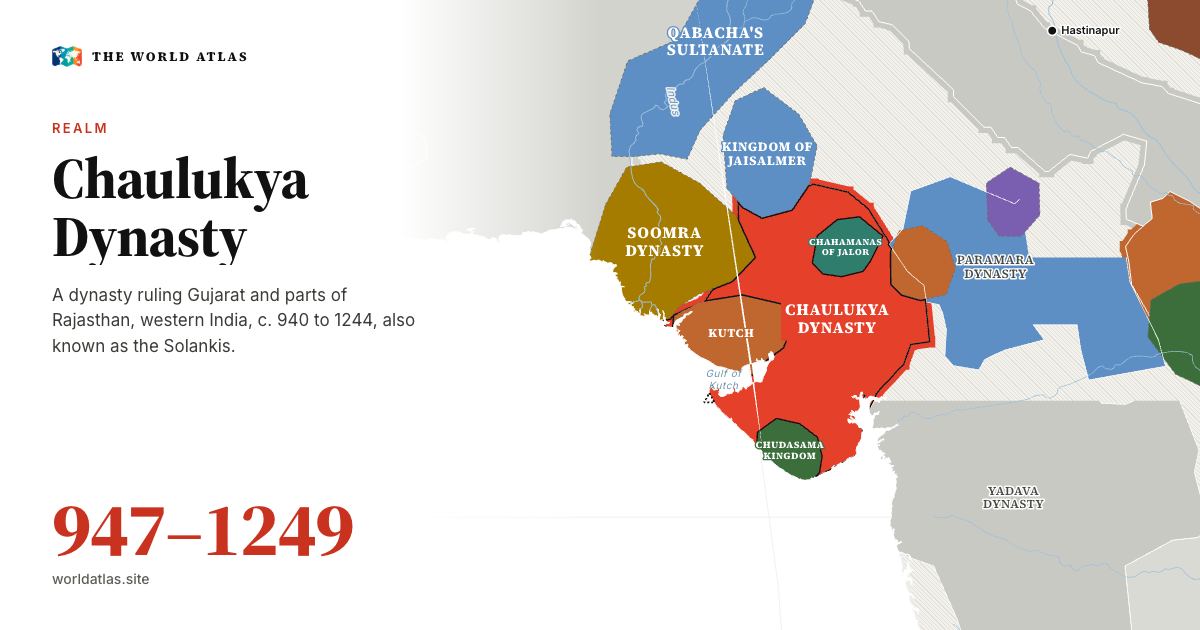 THE WORLD ATLAS
REALM
Chaulukya
Dynasty
A dynasty ruling Gujarat and parts of
Rajasthan, western India, c. 940 to 1244, also
known as the Solankis.
947–1249
worldatlas.site
QABACHA'S
SULTANATE
Hastinapur
Indus
KINGDOM OF
JAISALMER
SOOMRA
DYNASTY
CHAHAMANAS
OF JALOR
PARAMARA
DYNASTY
CHAULUKYA
DYNASTY
KUTCH
Gulf of
Kutch
CHUDASAMA
KINGDOM
YADAVA
DYNASTY